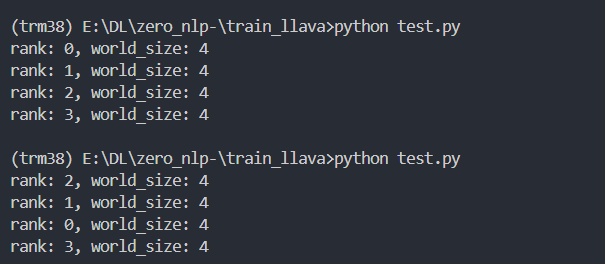 (trm38) E:\DL\zero_nlp-\train_llava>python test.py
rank: 0, world_size: 4
rank: 1, world_size: 4
rank: 2, world_size: 4
rank: 3, world_size: 4
(trm38) E:\DL\zero_nlp-\train_llava>python test.py
rank: 2, world_size: 4
rank: 1, world_size: 4
rank: 0, world_size: 4
rank: 3, world_size: 4